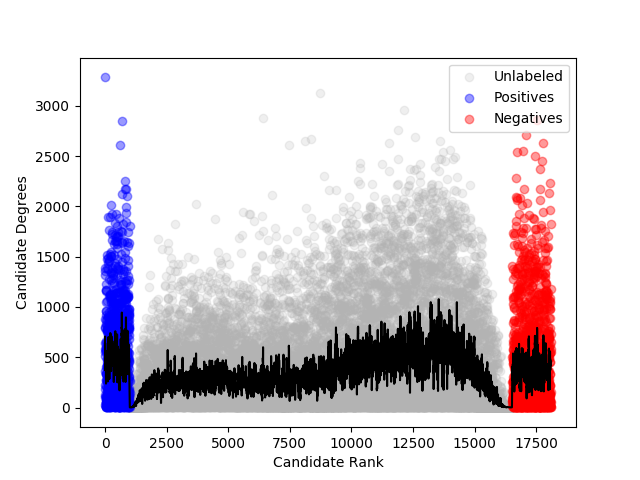 Unlabeled
Positives
Negatives
3000
2500
2000
1500
1000
500
0
Candidate Degrees
0 2500 5000 7500 10000 12500 15000 17500
Candidate Rank